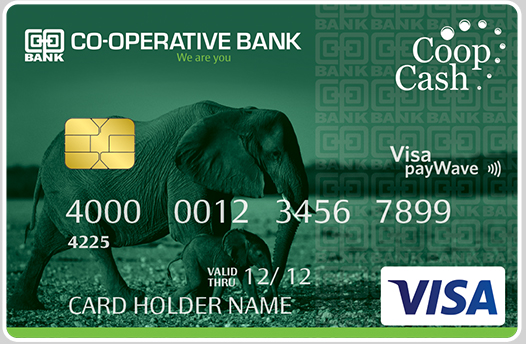 BANK
CO-OPERATIVE BANK
We are you
Coop
Cash
Visa
payWave
4000 0012 3456 7899
4225
VALID THRU 12/12
CARD HOLDER NAME
VISA